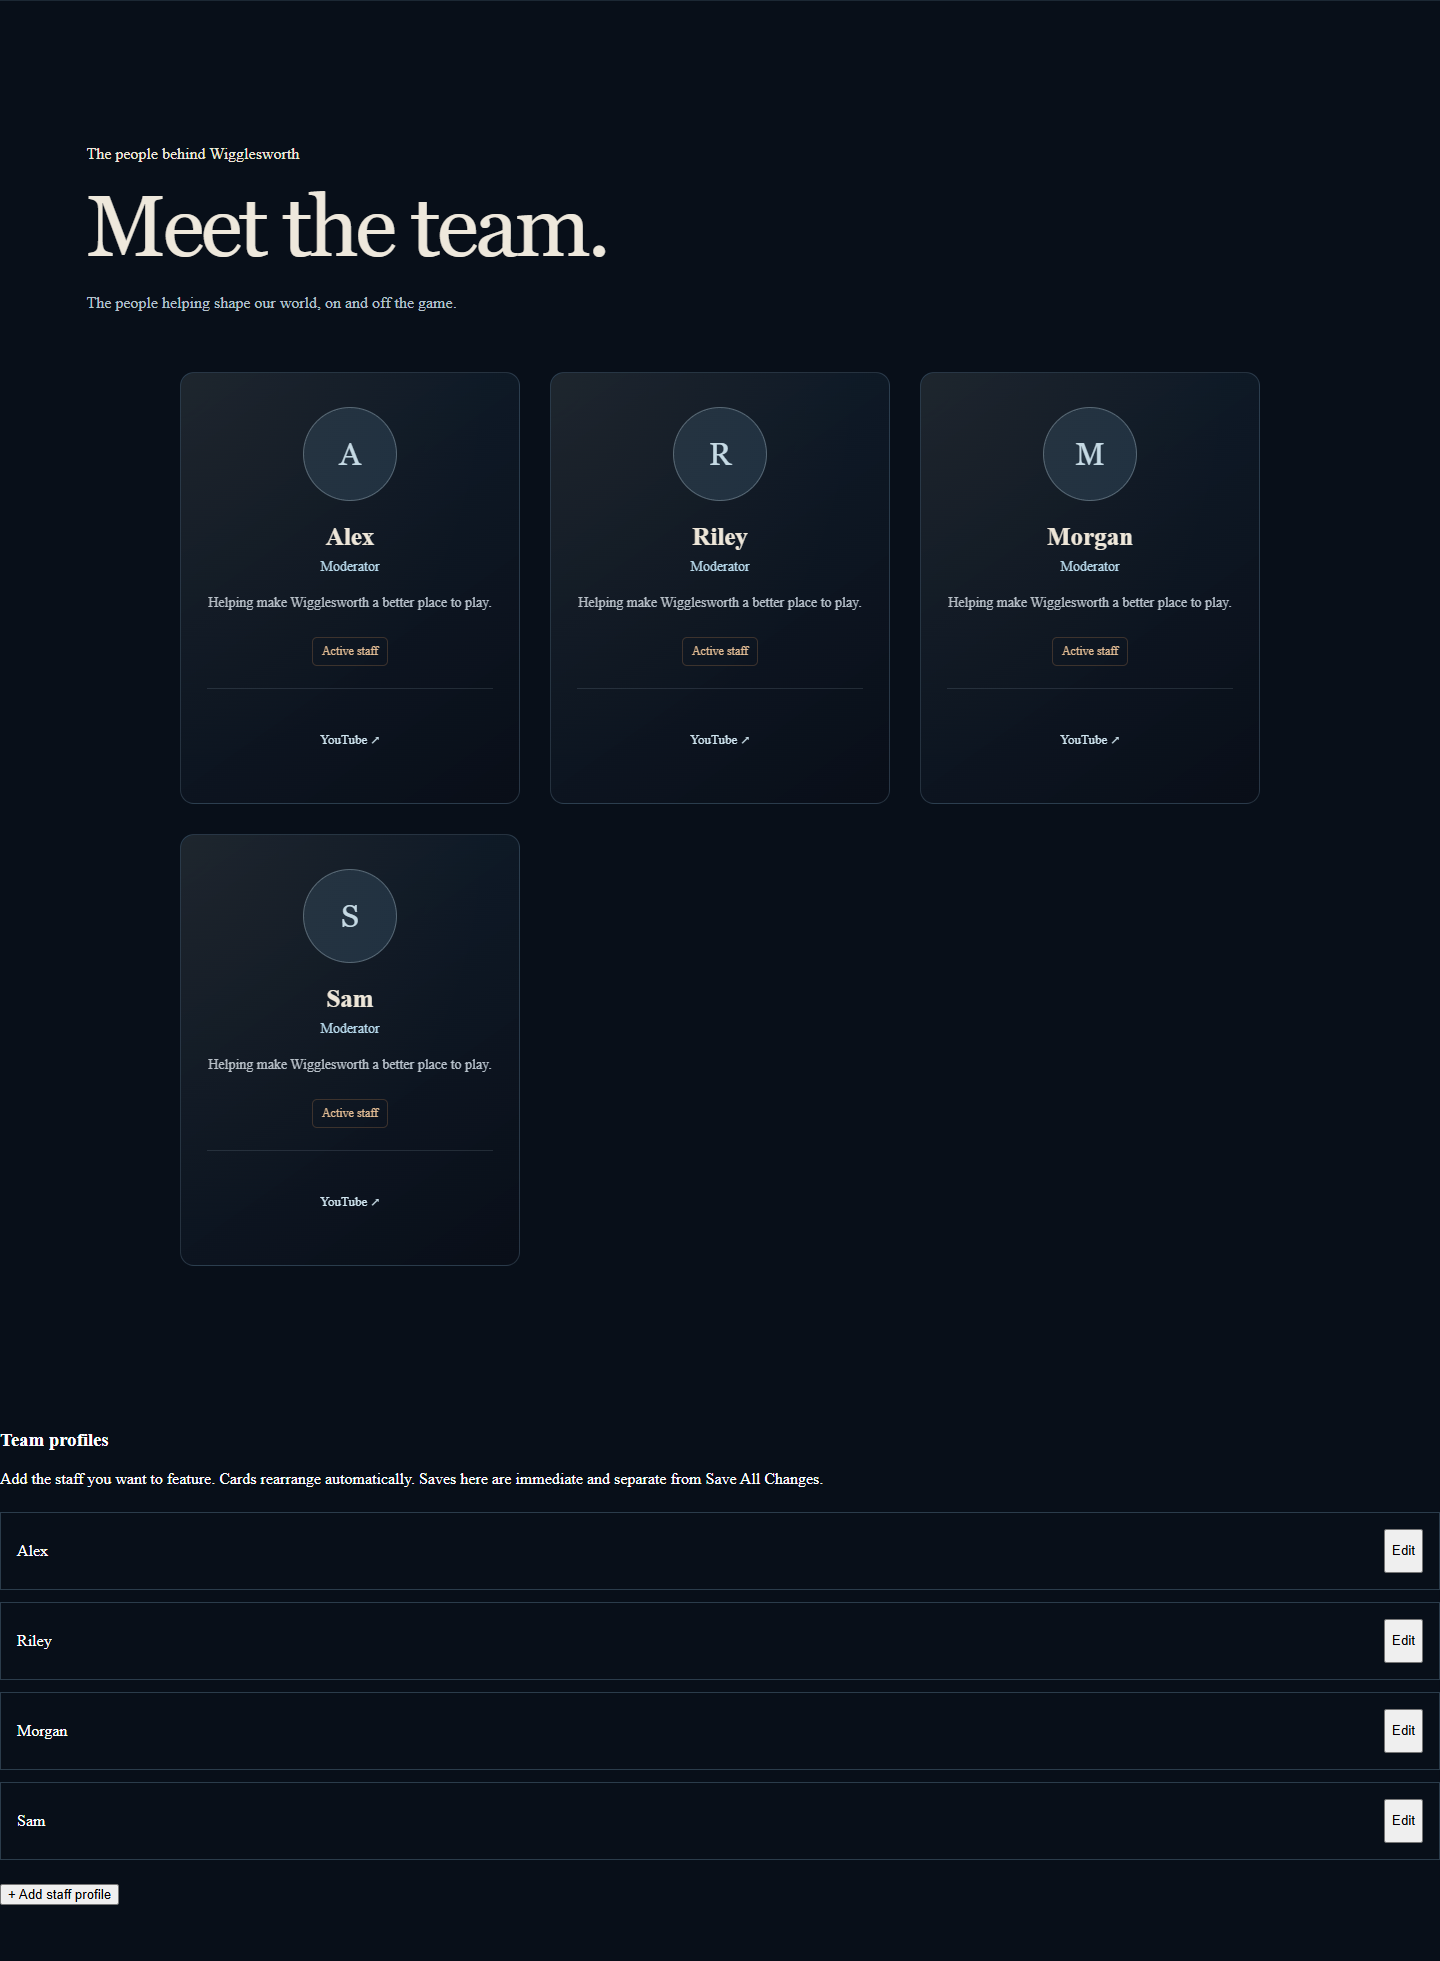 The people behind Wigglesworth
Meet the team.
The people helping shape our world, on and off the game.
A
Alex
Moderator
Helping make Wigglesworth a better place to play.
Active staff
YouTube ↗
R
Riley
Moderator
Helping make Wigglesworth a better place to play.
Active staff
YouTube ↗
M
Morgan
Moderator
Helping make Wigglesworth a better place to play.
Active staff
YouTube ↗
S
Sam
Moderator
Helping make Wigglesworth a better place to play.
Active staff
YouTube ↗
Team profiles
Add the staff you want to feature. Cards rearrange automatically. Saves here are immediate and separate from Save All Changes.
Alex
Edit
Riley
Edit
Morgan
Edit
Sam
Edit
+ Add staff profile